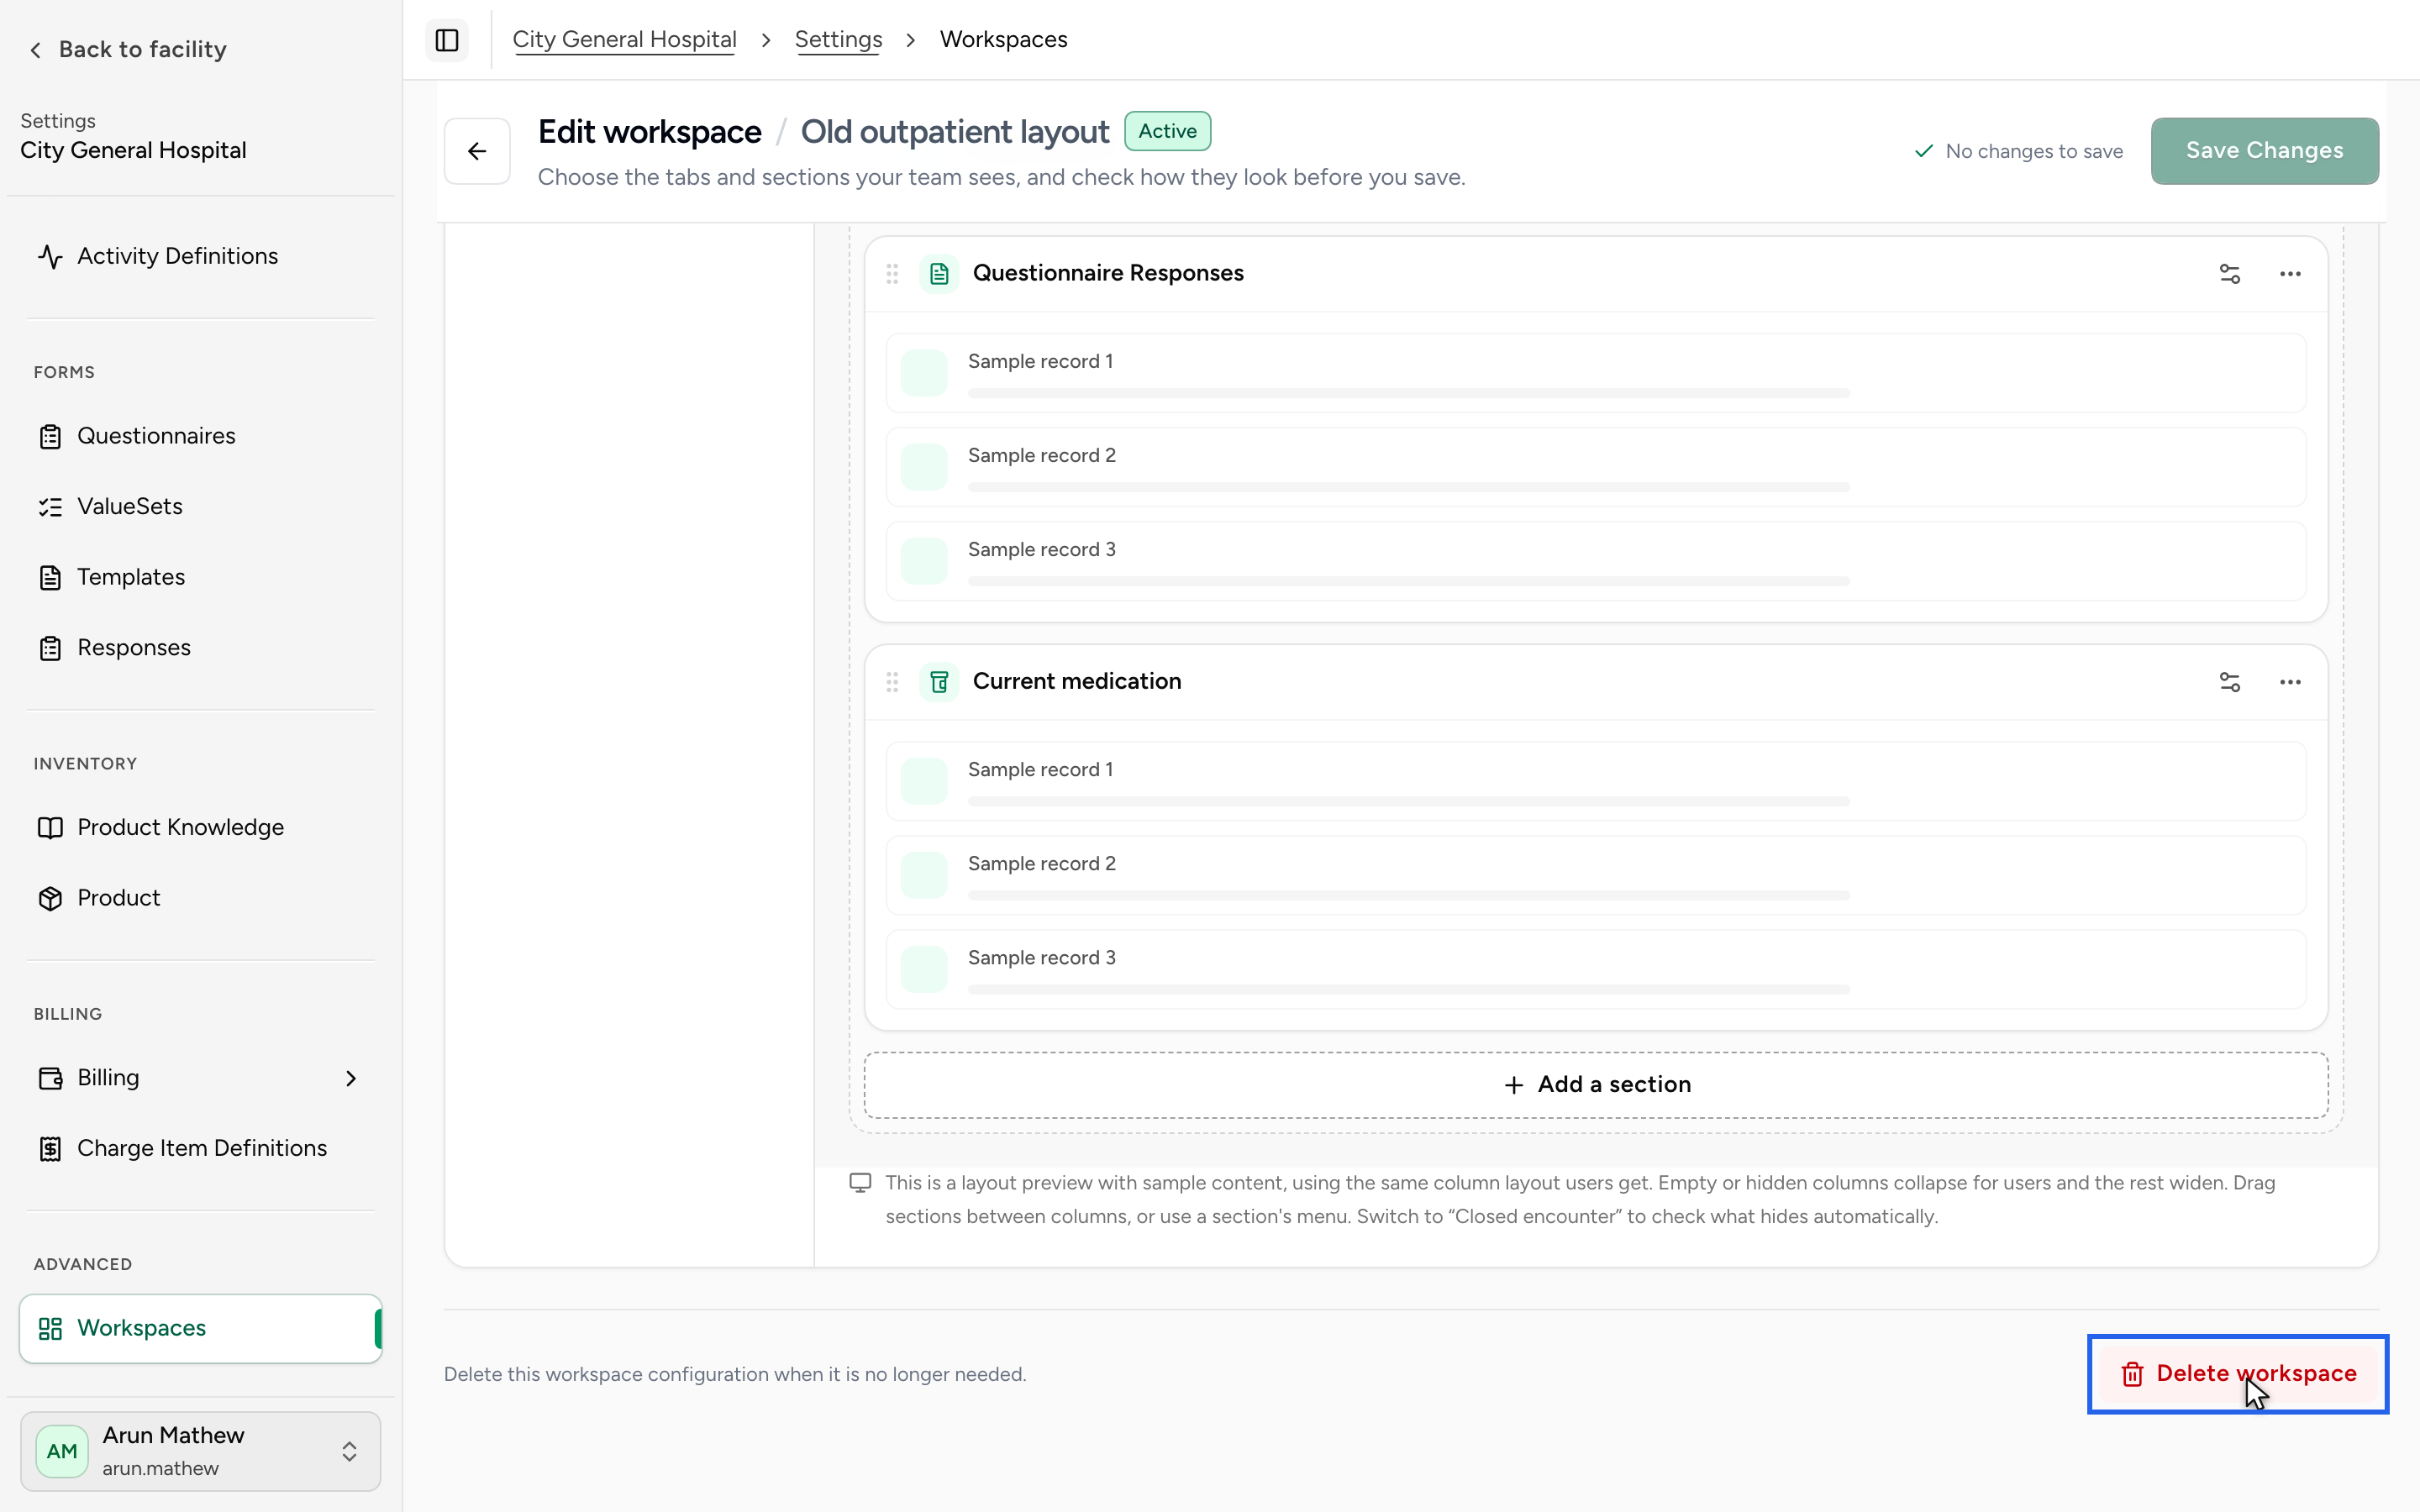 Back to facility
Settings
City General Hospital
Activity Definitions
FORMS
Questionnaires
ValueSets
Templates
Responses
INVENTORY
Product Knowledge
Product
BILLING
Billing
Charge Item Definitions
ADVANCED
Workspaces
AM
Arun Mathew
arun.mathew
City General Hospital > Settings > Workspaces
Edit workspace / Old outpatient layout Active
Choose the tabs and sections your team sees, and check how they look before you save.
No changes to save
Save Changes
Questionnaire Responses
Sample record 1
Sample record 2
Sample record 3
Current medication
Sample record 1
Sample record 2
Sample record 3
+ Add a section
This is a layout preview with sample content, using the same column layout users get. Empty or hidden columns collapse for users and the rest widen. Drag
sections between columns, or use a section's menu. Switch to “Closed encounter” to check what hides automatically.
Delete this workspace configuration when it is no longer needed.
Delete workspace